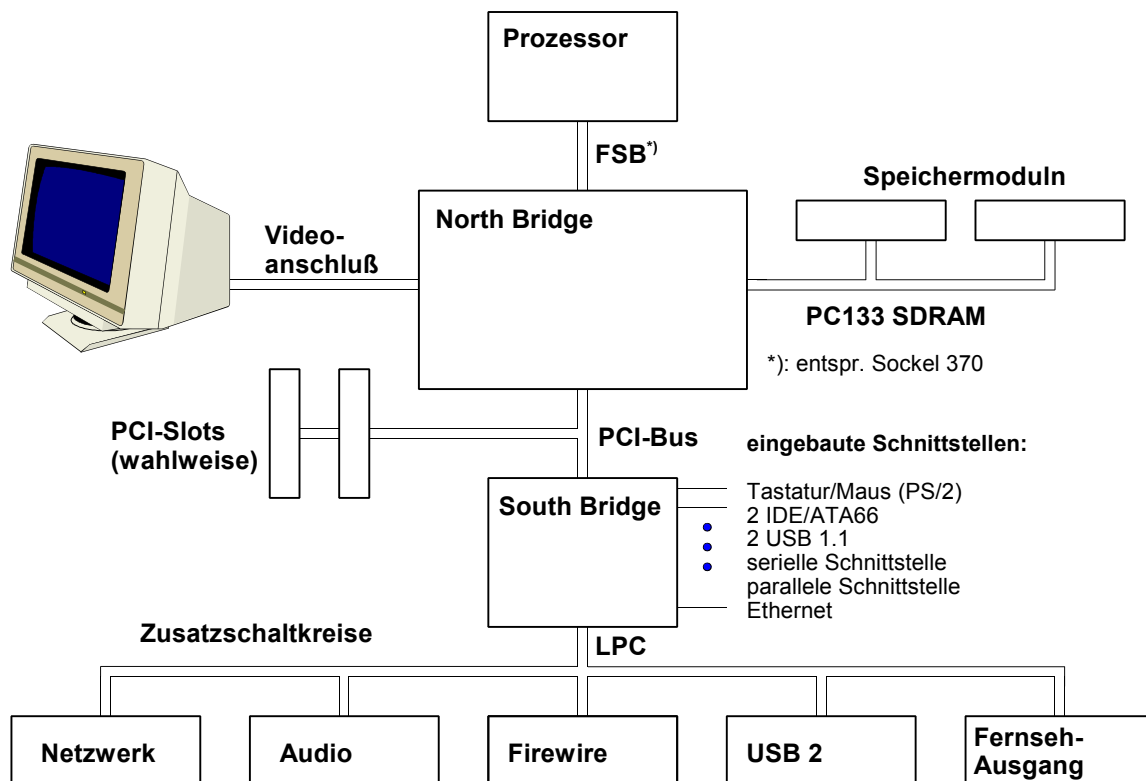 Prozessor
FSB*)
Speichermoduln
North Bridge
Video-
anschluß
PC133 SDRAM
*): entspr. Sockel 370
PCI-Slots
(wahlweise)
PCI-Bus
eingebaute Schnittstellen:
South Bridge
Tastatur/Maus (PS/2)
2 IDE/ATA66
2 USB 1.1
serielle Schnittstelle
parallele Schnittstelle
Ethernet
Zusatzschaltkreise
LPC
Netzwerk
Audio
Firewire
USB 2
Fernseh-
Ausgang